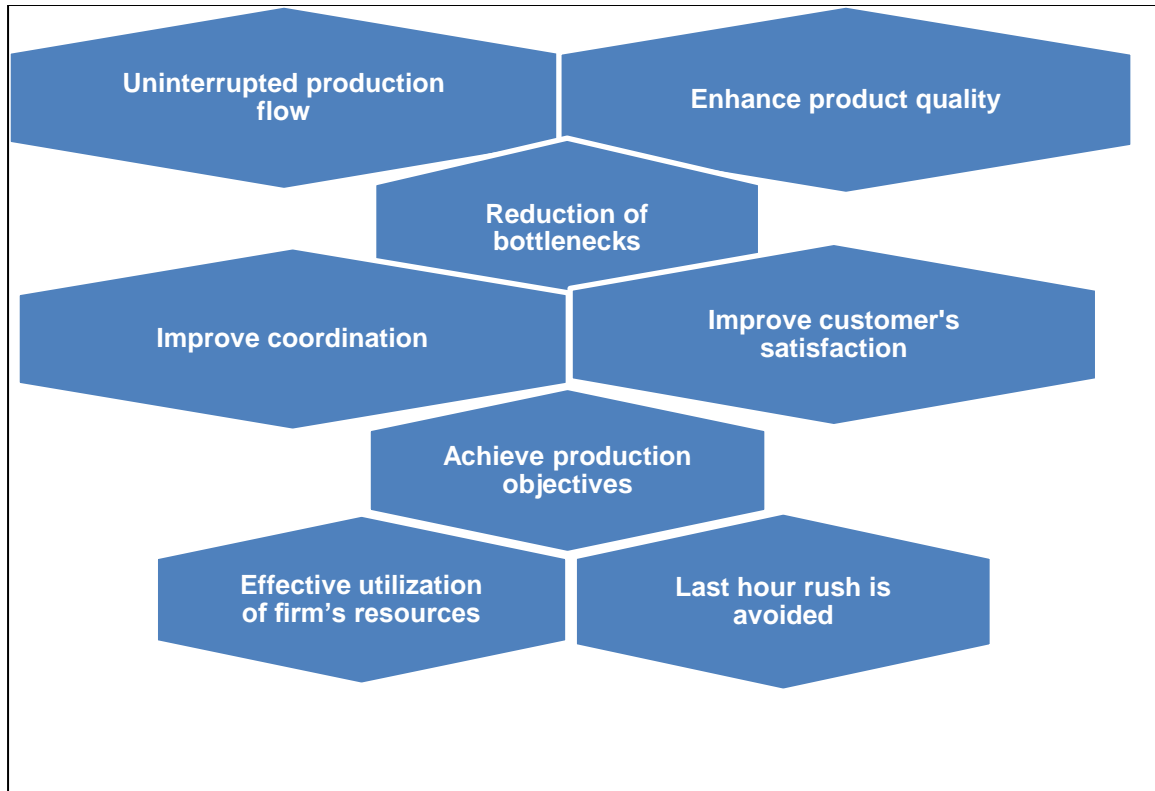 Uninterrupted production
flow
Enhance product quality
Reduction of
bottlenecks
Improve coordination
Improve customer's
satisfaction
Achieve production
objectives
Effective utilization
of firm’s resources
Last hour rush is
avoided